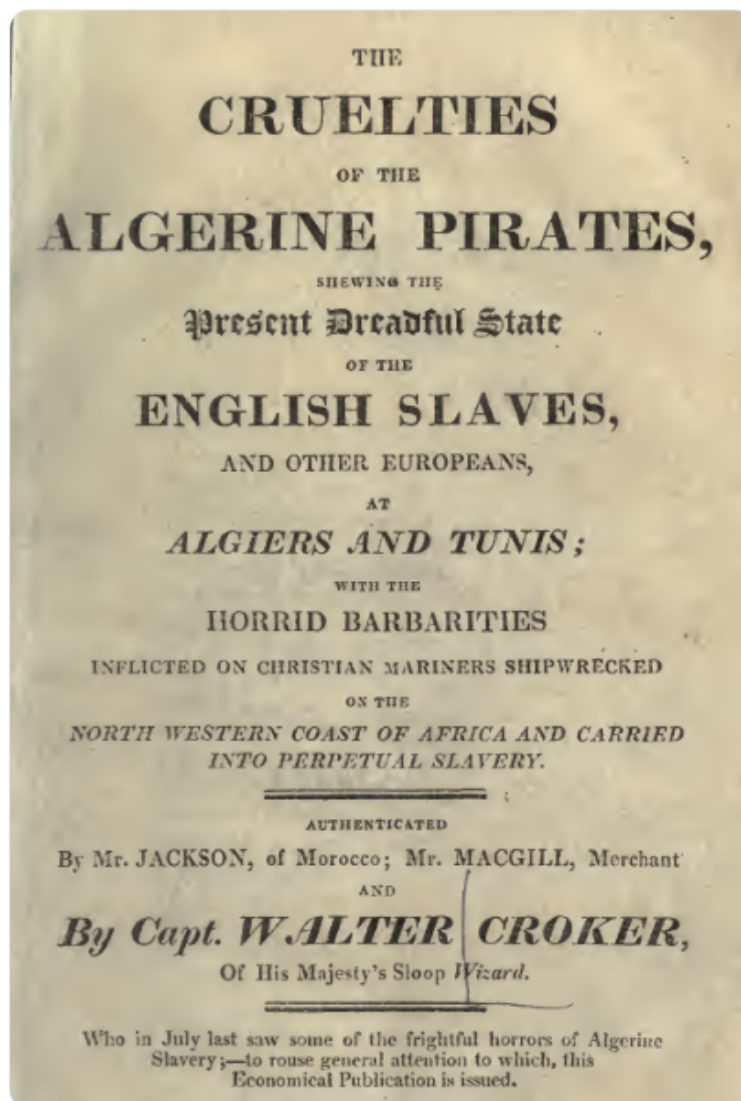 THE
CRUELTIES
OF THE
ALGERINE PIRATES,
SHEWING THE
Present Dreadful State
OF THE
ENGLISH SLAVES,
AND OTHER EUROPEANS,
AT
ALGIERS AND TUNIS;
WITH THE
HORRID BARBARITIES
INFLICTED ON CHRISTIAN MARINERS SHIPWRECKED
ON THE
NORTH WESTERN COAST OF AFRICA AND CARRIED
INTO PERPETUAL SLAVERY.
AUTHENTICATED
By Mr. JACKSON, of Morocco; Mr. MACGILL, Merchant
AND
By Capt. WALTER CROKER,
Of His Majesty's Sloop Wizard.
Who in July last saw some of the frightful horrors of Algerine
Slavery;—to rouse general attention to which, this
Economical Publication is issued.